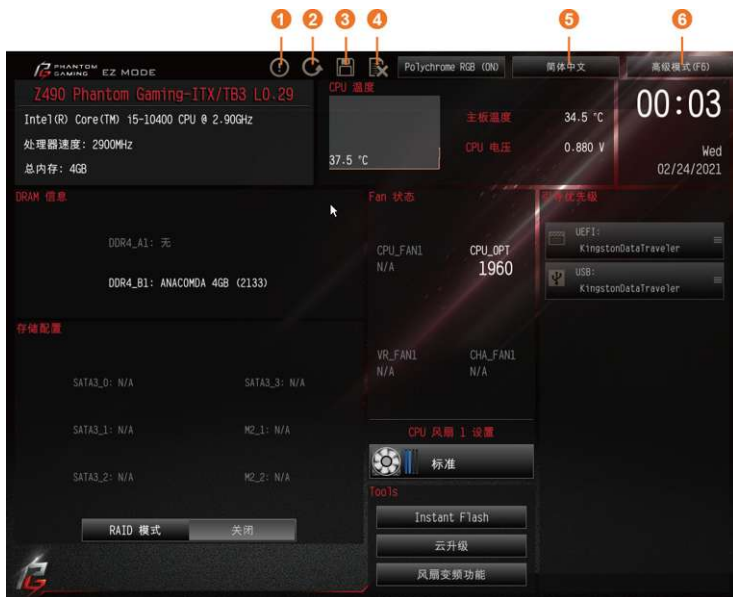 1 2 3 4 5 6
PHANTOM GAMING EZ MODE
Polychrome RGB (ON)
简体中文
高级模式(F6)
Z490 Phantom Gaming-ITX/TB3 L0.29
Intel(R) Core(TM) i5-10400 CPU @ 2.90GHz
处理器速度: 2900MHz
总内存: 4GB
CPU 温度
37.5 °C
主板温度 34.5 °C
CPU 电压 0.880 V
00:03
Wed
02/24/2021
DRAM 信息
DDR4_A1: 无
DDR4_B1: ANACOMDA 4GB (2133)
存储配置
SATA3_0: N/A
SATA3_3: N/A
SATA3_1: N/A
M2_1: N/A
SATA3_2: N/A
M2_2: N/A
RAID 模式
关闭
Fan 状态
CPU_FAN1
N/A
CPU_OPT
1960
VR_FAN1
N/A
CHA_FAN1
N/A
CPU 风扇 1 设置
标准
Tools
Instant Flash
云升级
风扇变频功能
引导优先级
UEFI:
KingstonDataTraveler
USB:
KingstonDataTraveler